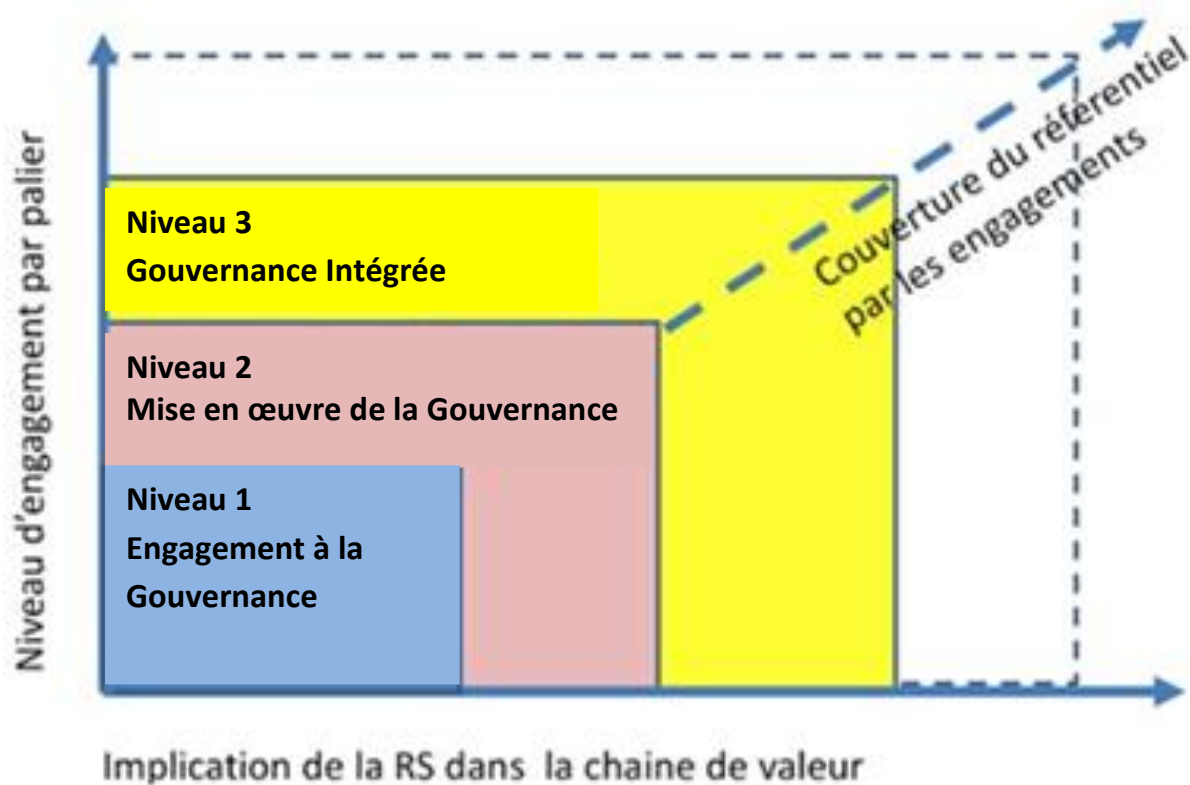 Niveau d'engagement par palier
Niveau 3
Gouvernance Intégrée
Niveau 2
Mise en œuvre de la Gouvernance
Niveau 1
Engagement à la
Gouvernance
Couverture du référentiel
par les engagements
Implication de la RS dans la chaine de valeur